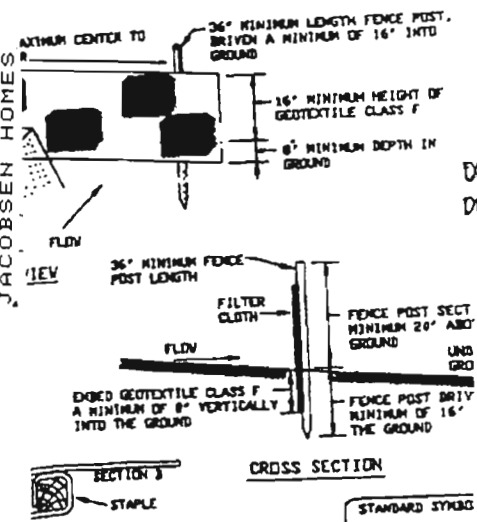 36" MINIMUM LENGTH FENCE POST,
DRIVEN A MINIMUM OF 16" INTO
GROUND
AXIMUM CENTER TO
R
16" MINIMUM HEIGHT OF
GEOTEXTILE CLASS F
8" MINIMUM DEPTH IN
GROUND
JACOBSEN HOMES
FLOW
VIEW
36" MINIMUM FENCE
POST LENGTH
FILTER
CLOTH
FENCE POST SECT
MINIMUM 20" ABO
GROUND
FLOW
UND
GRO
EMBED GEOTEXTILE CLASS F
A MINIMUM OF 8" VERTICALLY
INTO THE GROUND
FENCE POST DRIV
MINIMUM OF 16"
THE GROUND
CROSS SECTION
SECTION
STAPLE
STANDARD SYMBO